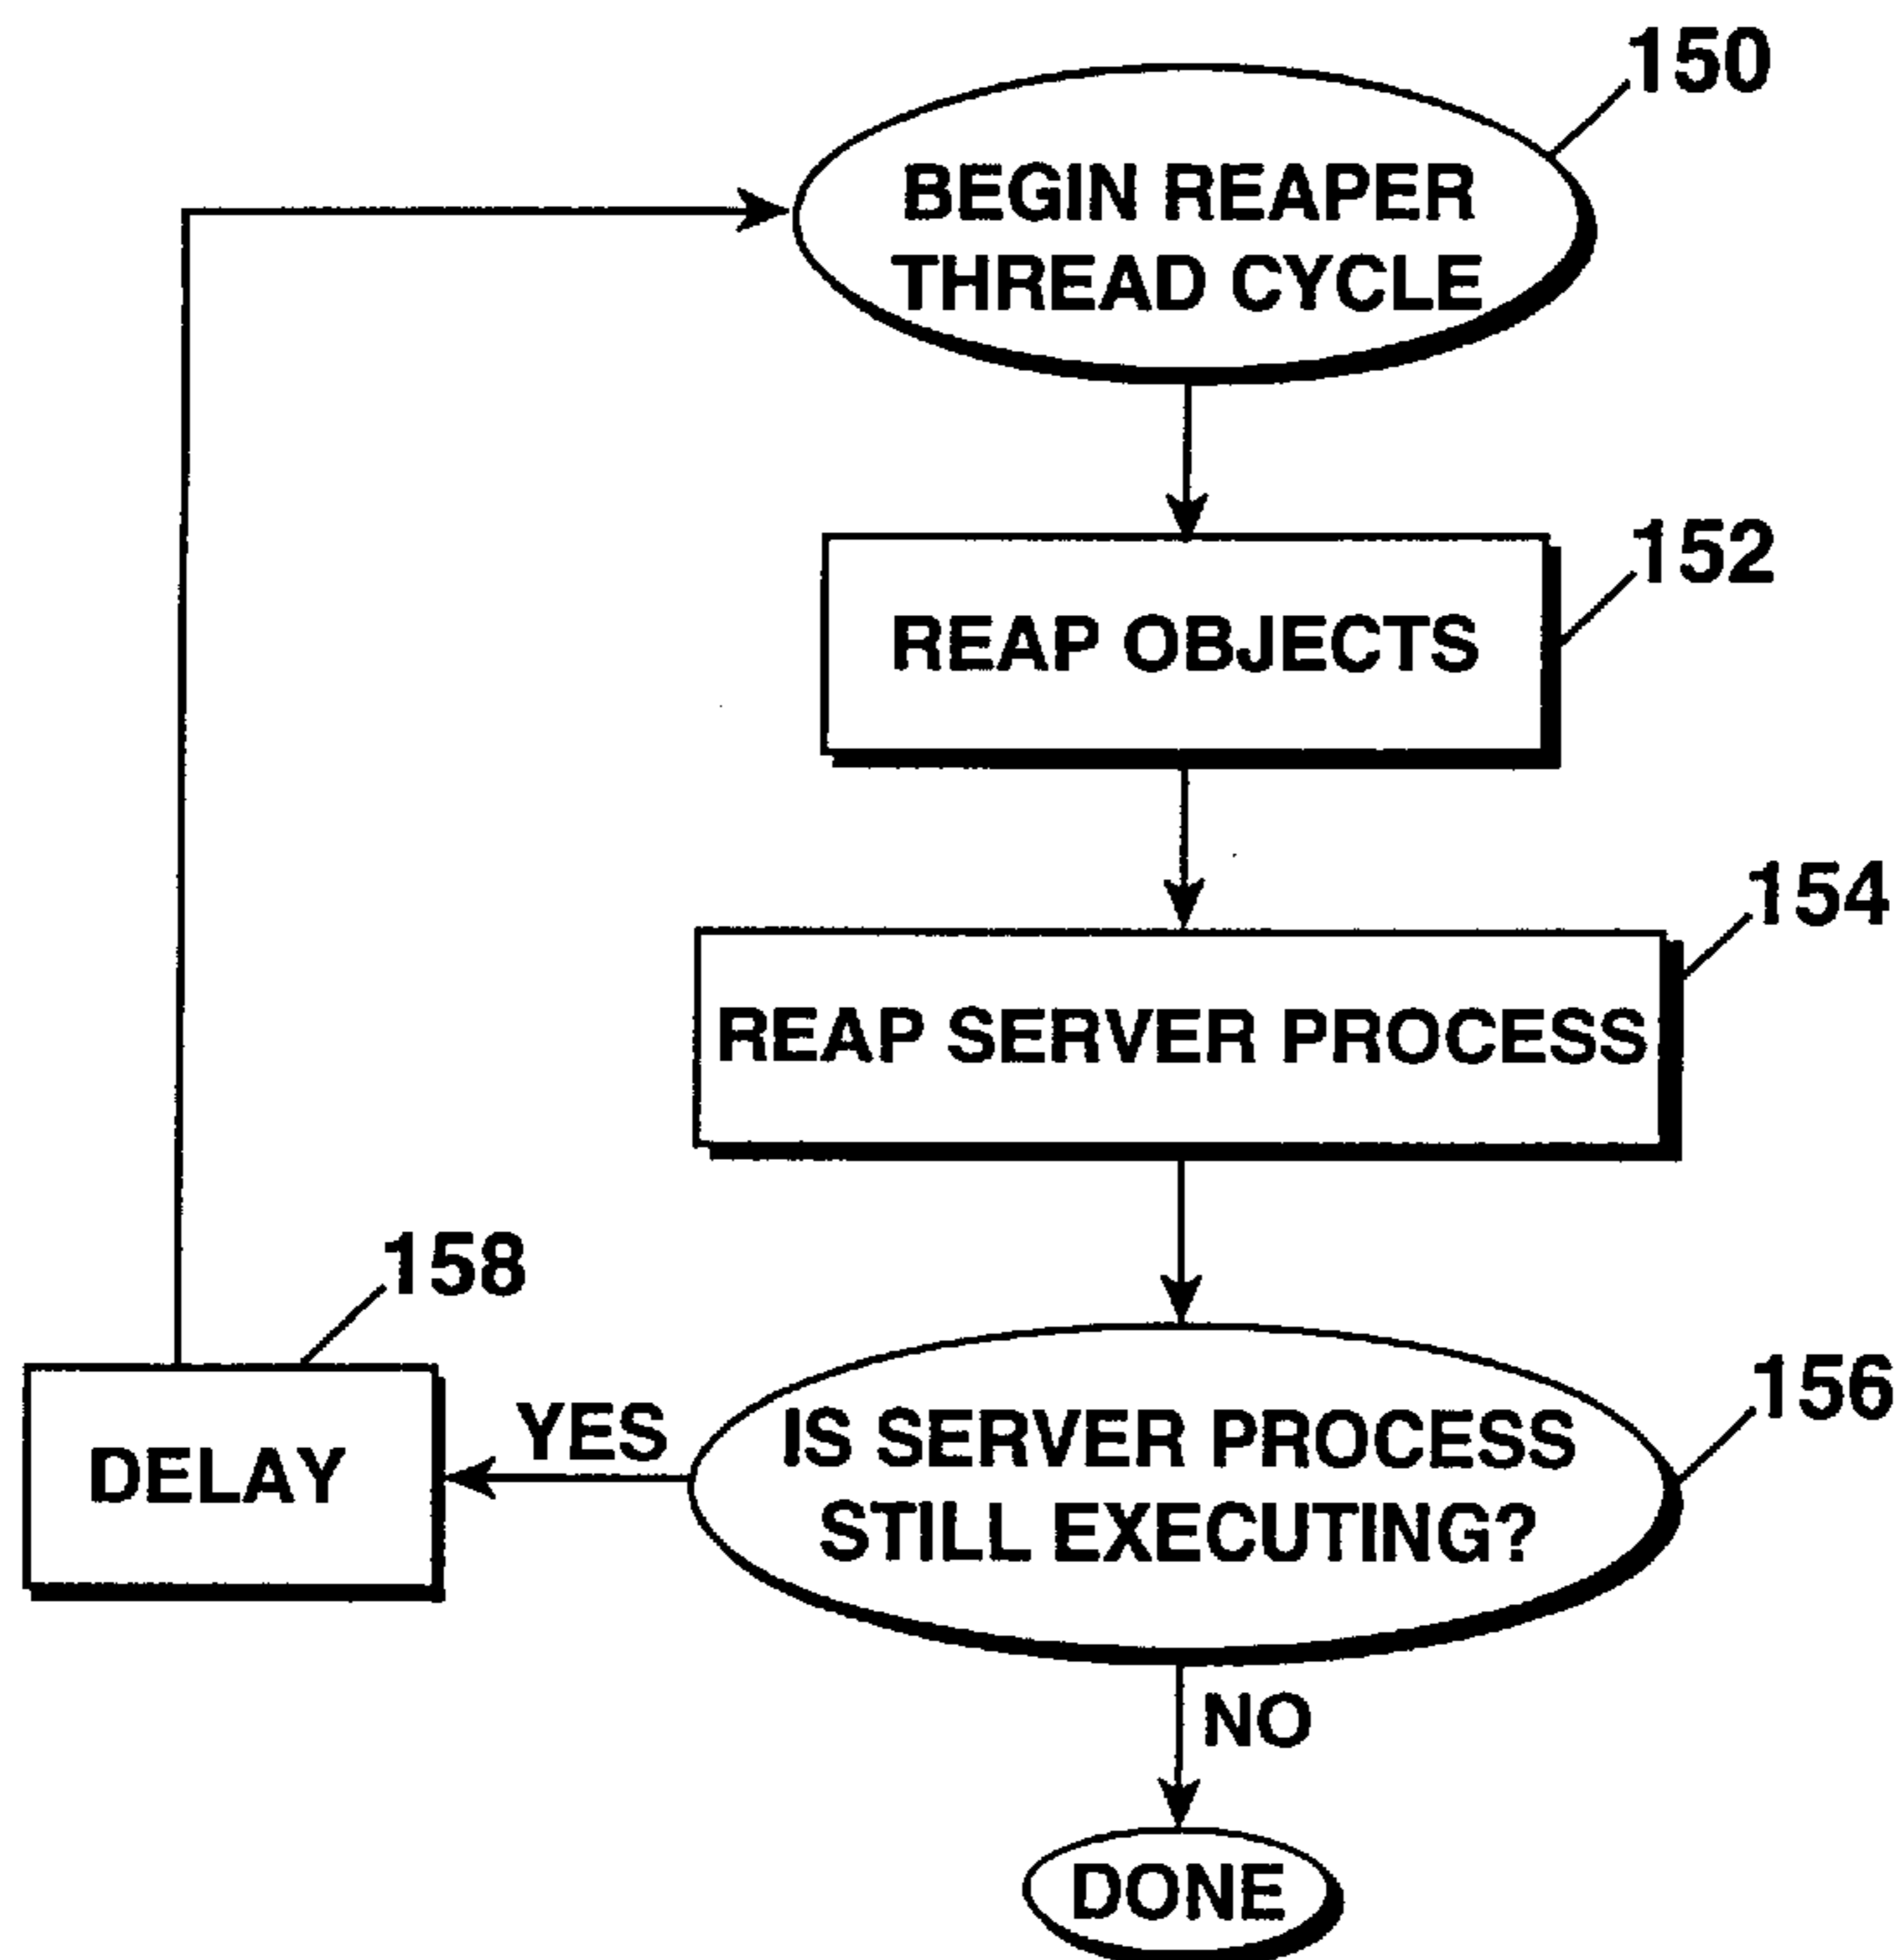 150
BEGIN REAPER
THREAD CYCLE
152
REAP OBJECTS
154
REAP SERVER PROCESS
158
156
DELAY
YES
IS SERVER PROCESS
STILL EXECUTING?
NO
DONE